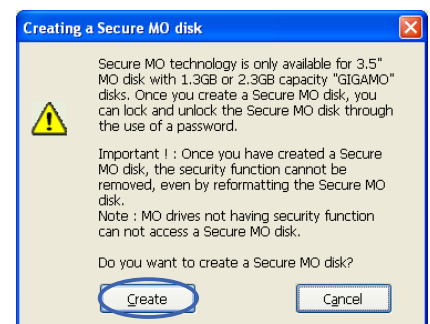 Creating a Secure MO disk
Secure MO technology is only available for 3.5"
MO disk with 1.3GB or 2.3GB capacity "GIGAMO"
disks. Once you create a Secure MO disk, you
can lock and unlock the Secure MO disk through
the use of a password.
Important ! : Once you have created a Secure
MO disk, the security function cannot be
removed, even by reformatting the Secure MO
disk.
Note : MO drives not having security function
can not access a Secure MO disk.
Do you want to create a Secure MO disk?
Create
Cancel